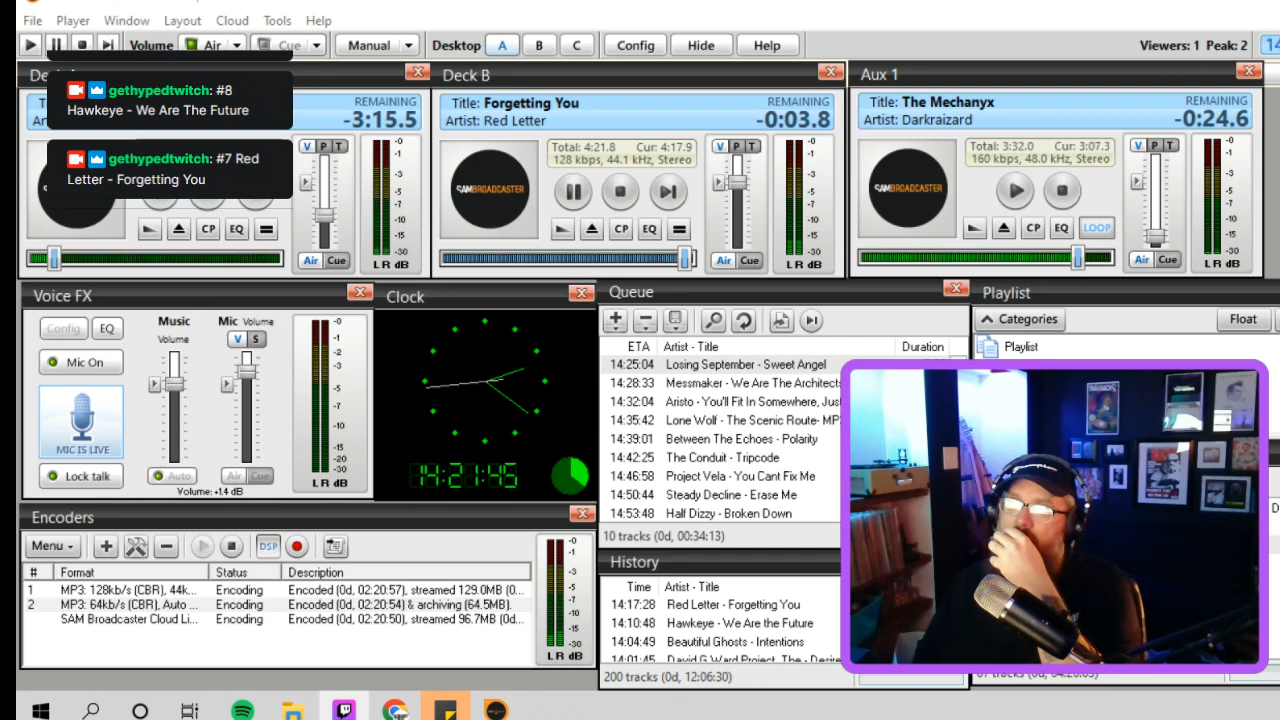 File Player Window Layout Cloud Tools Help
Volume Air Cue Manual Desktop A B C Config Hide Help Viewers: 1 Peak: 2 14
gethypedtwitch: #8
Hawkeye - We Are The Future
gethypedtwitch: #7 Red
Letter - Forgetting You
REMAINING
-3:15.5
V P T
CP EQ
Air Cue
L R dB
Deck B
Title: Forgetting You
Artist: Red Letter
REMAINING
-0:03.8
Total: 4:21.8 Cur: 4:17.9
128 kbps, 44.1 kHz, Stereo
SAMBROADCASTER
V P T
CP EQ
Air Cue
L R dB
Aux 1
Title: The Mechanyx
Artist: Darkraizard
REMAINING
-0:24.6
Total: 3:32.0 Cur: 3:07.3
160 kbps, 48.0 kHz, Stereo
SAMBROADCASTER
V P T
CP EQ LOOP
Air Cue
L R dB
Voice FX
Config EQ
Mic On
MIC IS LIVE
Lock talk
Music
Volume
Mic Volume
V S
Auto
Air Cue
Volume: +1.4 dB
L R dB
Clock
14:21:45
Queue
ETA Artist - Title Duration
14:25:04 Losing September - Sweet Angel
14:28:33 Messmaker - We Are The Architects
14:32:04 Aristo - You'll Fit In Somewhere, Just
14:35:42 Lone Wolf - The Scenic Route- MP
14:39:01 Between The Echoes - Polarity
14:42:25 The Conduit - Tripcode
14:46:58 Project Vela - You Cant Fix Me
14:50:44 Steady Decline - Erase Me
14:53:48 Half Dizzy - Broken Down
10 tracks (0d, 00:34:13)
Playlist
Categories Float
Playlist
Encoders
Menu DSP
# Format Status Description
1 MP3: 128kb/s (CBR), 44k... Encoding Encoded (0d, 02:20:57), streamed 129.0MB (0...
2 MP3: 64kb/s (CBR), Auto ... Encoding Encoded (0d, 02:20:54) & archiving (64.5MB).
SAM Broadcaster Cloud Li... Encoding Encoded (0d, 02:20:50), streamed 96.7MB (0...
L R dB
History
Time Artist - Title
14:17:28 Red Letter - Forgetting You
14:10:48 Hawkeye - We Are the Future
14:04:49 Beautiful Ghosts - Intentions
14:01:45 David G Ward Project, The - Desire
200 tracks (0d, 12:06:30)